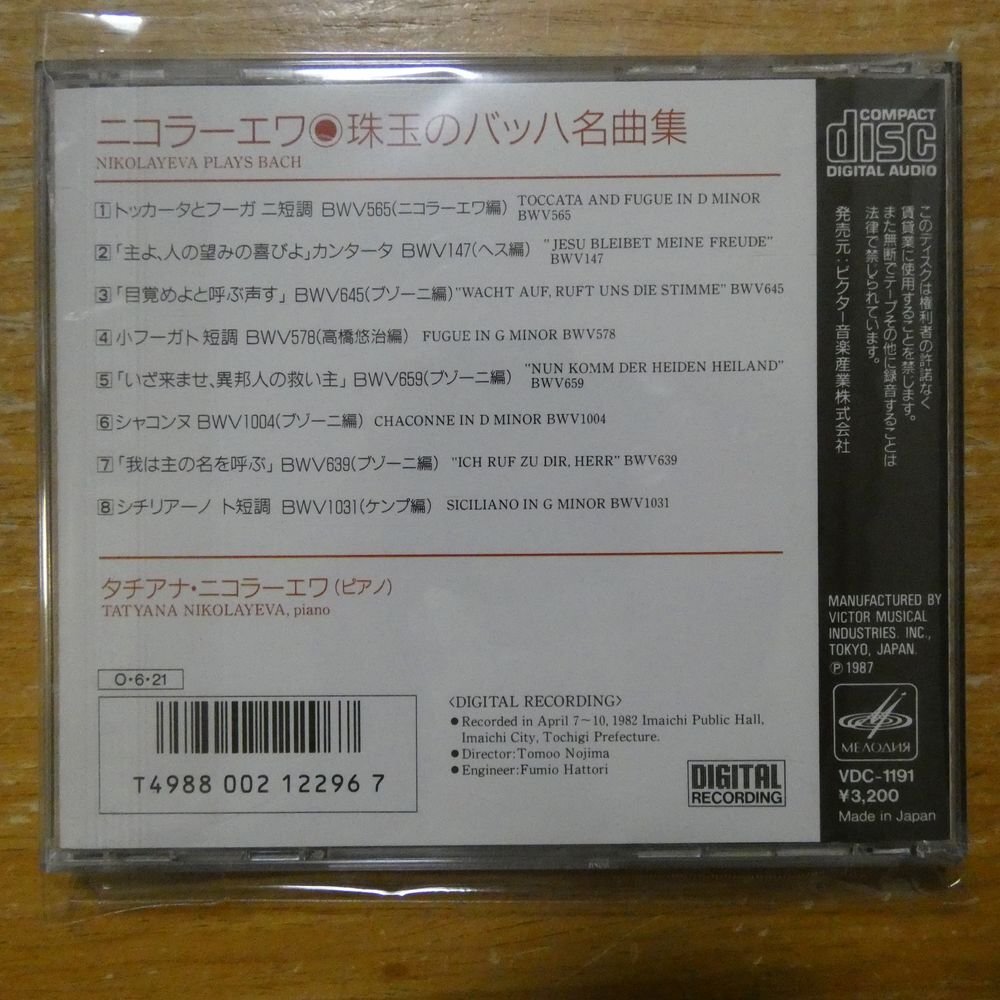 ニコラーエワ◉珠玉のバッハ名曲集
NIKOLAYEVA PLAYS BACH
1 トッカータとフーガ ニ短調 BWV565(ニコラーエワ編) TOCCATA AND FUGUE IN D MINOR
BWV565
2 「主よ、人の望みの喜びよ」カンタータ BWV147(ヘス編) "JESU BLEIBET MEINE FREUDE"
BWV147
3 「目覚めよと呼ぶ声す」BWV645(ブゾーニ編) "WACHT AUF, RUFT UNS DIE STIMME" BWV645
4 小フーガト 短調 BWV578(高橋悠治編) FUGUE IN G MINOR BWV578
5 「いざ来ませ、異邦人の救い主」BWV659(ブゾーニ編) "NUN KOMM DER HEIDEN HEILAND"
BWV659
6 シャコンヌ BWV1004(ブゾーニ編) CHACONNE IN D MINOR BWV1004
7 「我は主の名を呼ぶ」BWV639(ブゾーニ編) "ICH RUF ZU DIR, HERR" BWV639
8 シチリアーノ ト短調 BWV1031(ケンプ編) SICILIANO IN G MINOR BWV1031
タチアナ・ニコラーエワ(ピアノ)
TATYANA NIKOLAYEVA, piano
O・6・21
T4988 002 12296 7
<DIGITAL RECORDING>
● Recorded in April 7~10, 1982 Imaichi Public Hall,
Imaichi City, Tochigi Prefecture.
● Director:Tomoo Nojima
● Engineer:Fumio Hattori
DIGITAL
RECORDING
COMPACT
disc
DIGITAL AUDIO
このディスクは権利者の許諾なく
賃貸業に使用することを禁じます。
また無断でテープその他に録音することは
法律で禁じられています。
発売元:ビクター音楽産業株式会社
MANUFACTURED BY
VICTOR MUSICAL
INDUSTRIES. INC.,
TOKYO, JAPAN.
Ⓟ 1987
МЕЛОДИЯ
VDC-1191
¥3,200
Made in Japan